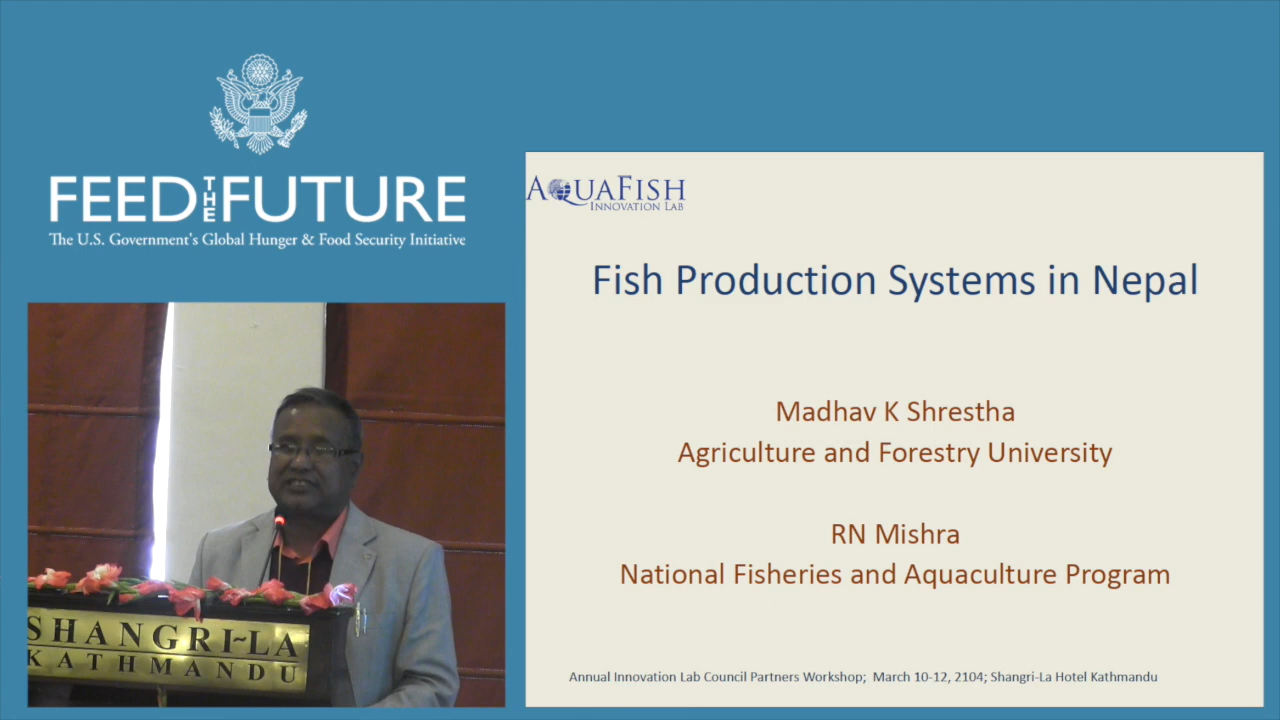 FEED THE FUTURE
The U.S. Government's Global Hunger & Food Security Initiative
AQUAFISH
INNOVATION LAB
Fish Production Systems in Nepal
Madhav K Shrestha
Agriculture and Forestry University
RN Mishra
National Fisheries and Aquaculture Program
Annual Innovation Lab Council Partners Workshop; March 10-12, 2104; Shangri-La Hotel Kathmandu
SHANGRI~LA
KATHMANDU